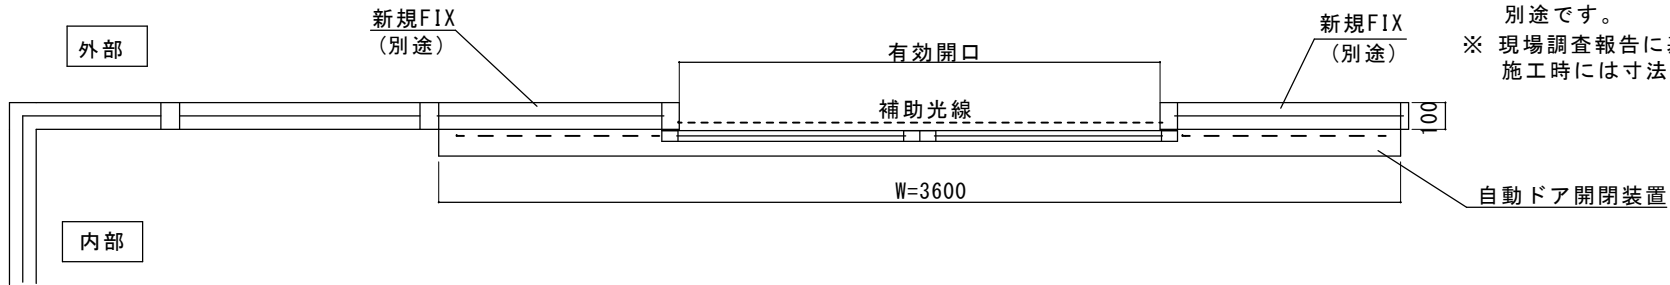 外部
新規FIX
(別途)
有効開口
新規FIX
(別途)
別途です。
※ 現場調査報告に
施工時には寸法
補助光線
100
W=3600
自動ドア開閉装置
内部